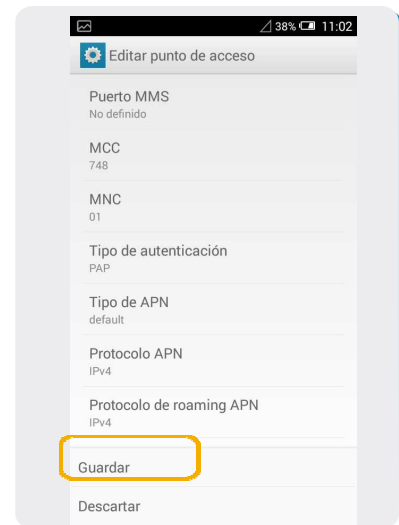 38% 11:02
Editar punto de acceso
Puerto MMS
No definido
MCC
748
MNC
01
Tipo de autenticación
PAP
Tipo de APN
default
Protocolo APN
IPv4
Protocolo de roaming APN
IPv4
Guardar
Descartar